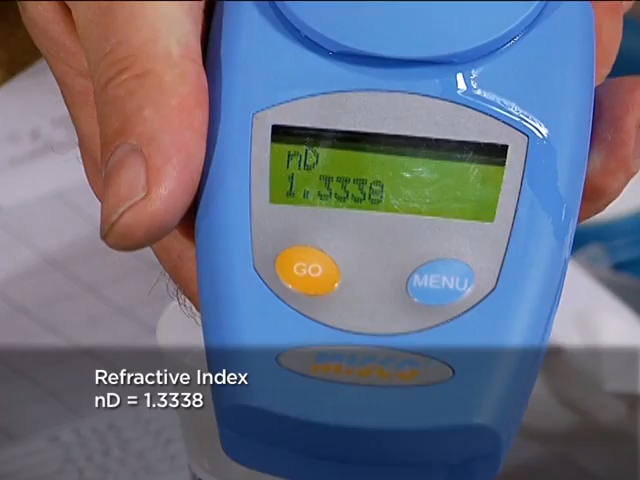 nD
1.3338
GO
MENU
Refractive Index
nD = 1.3338